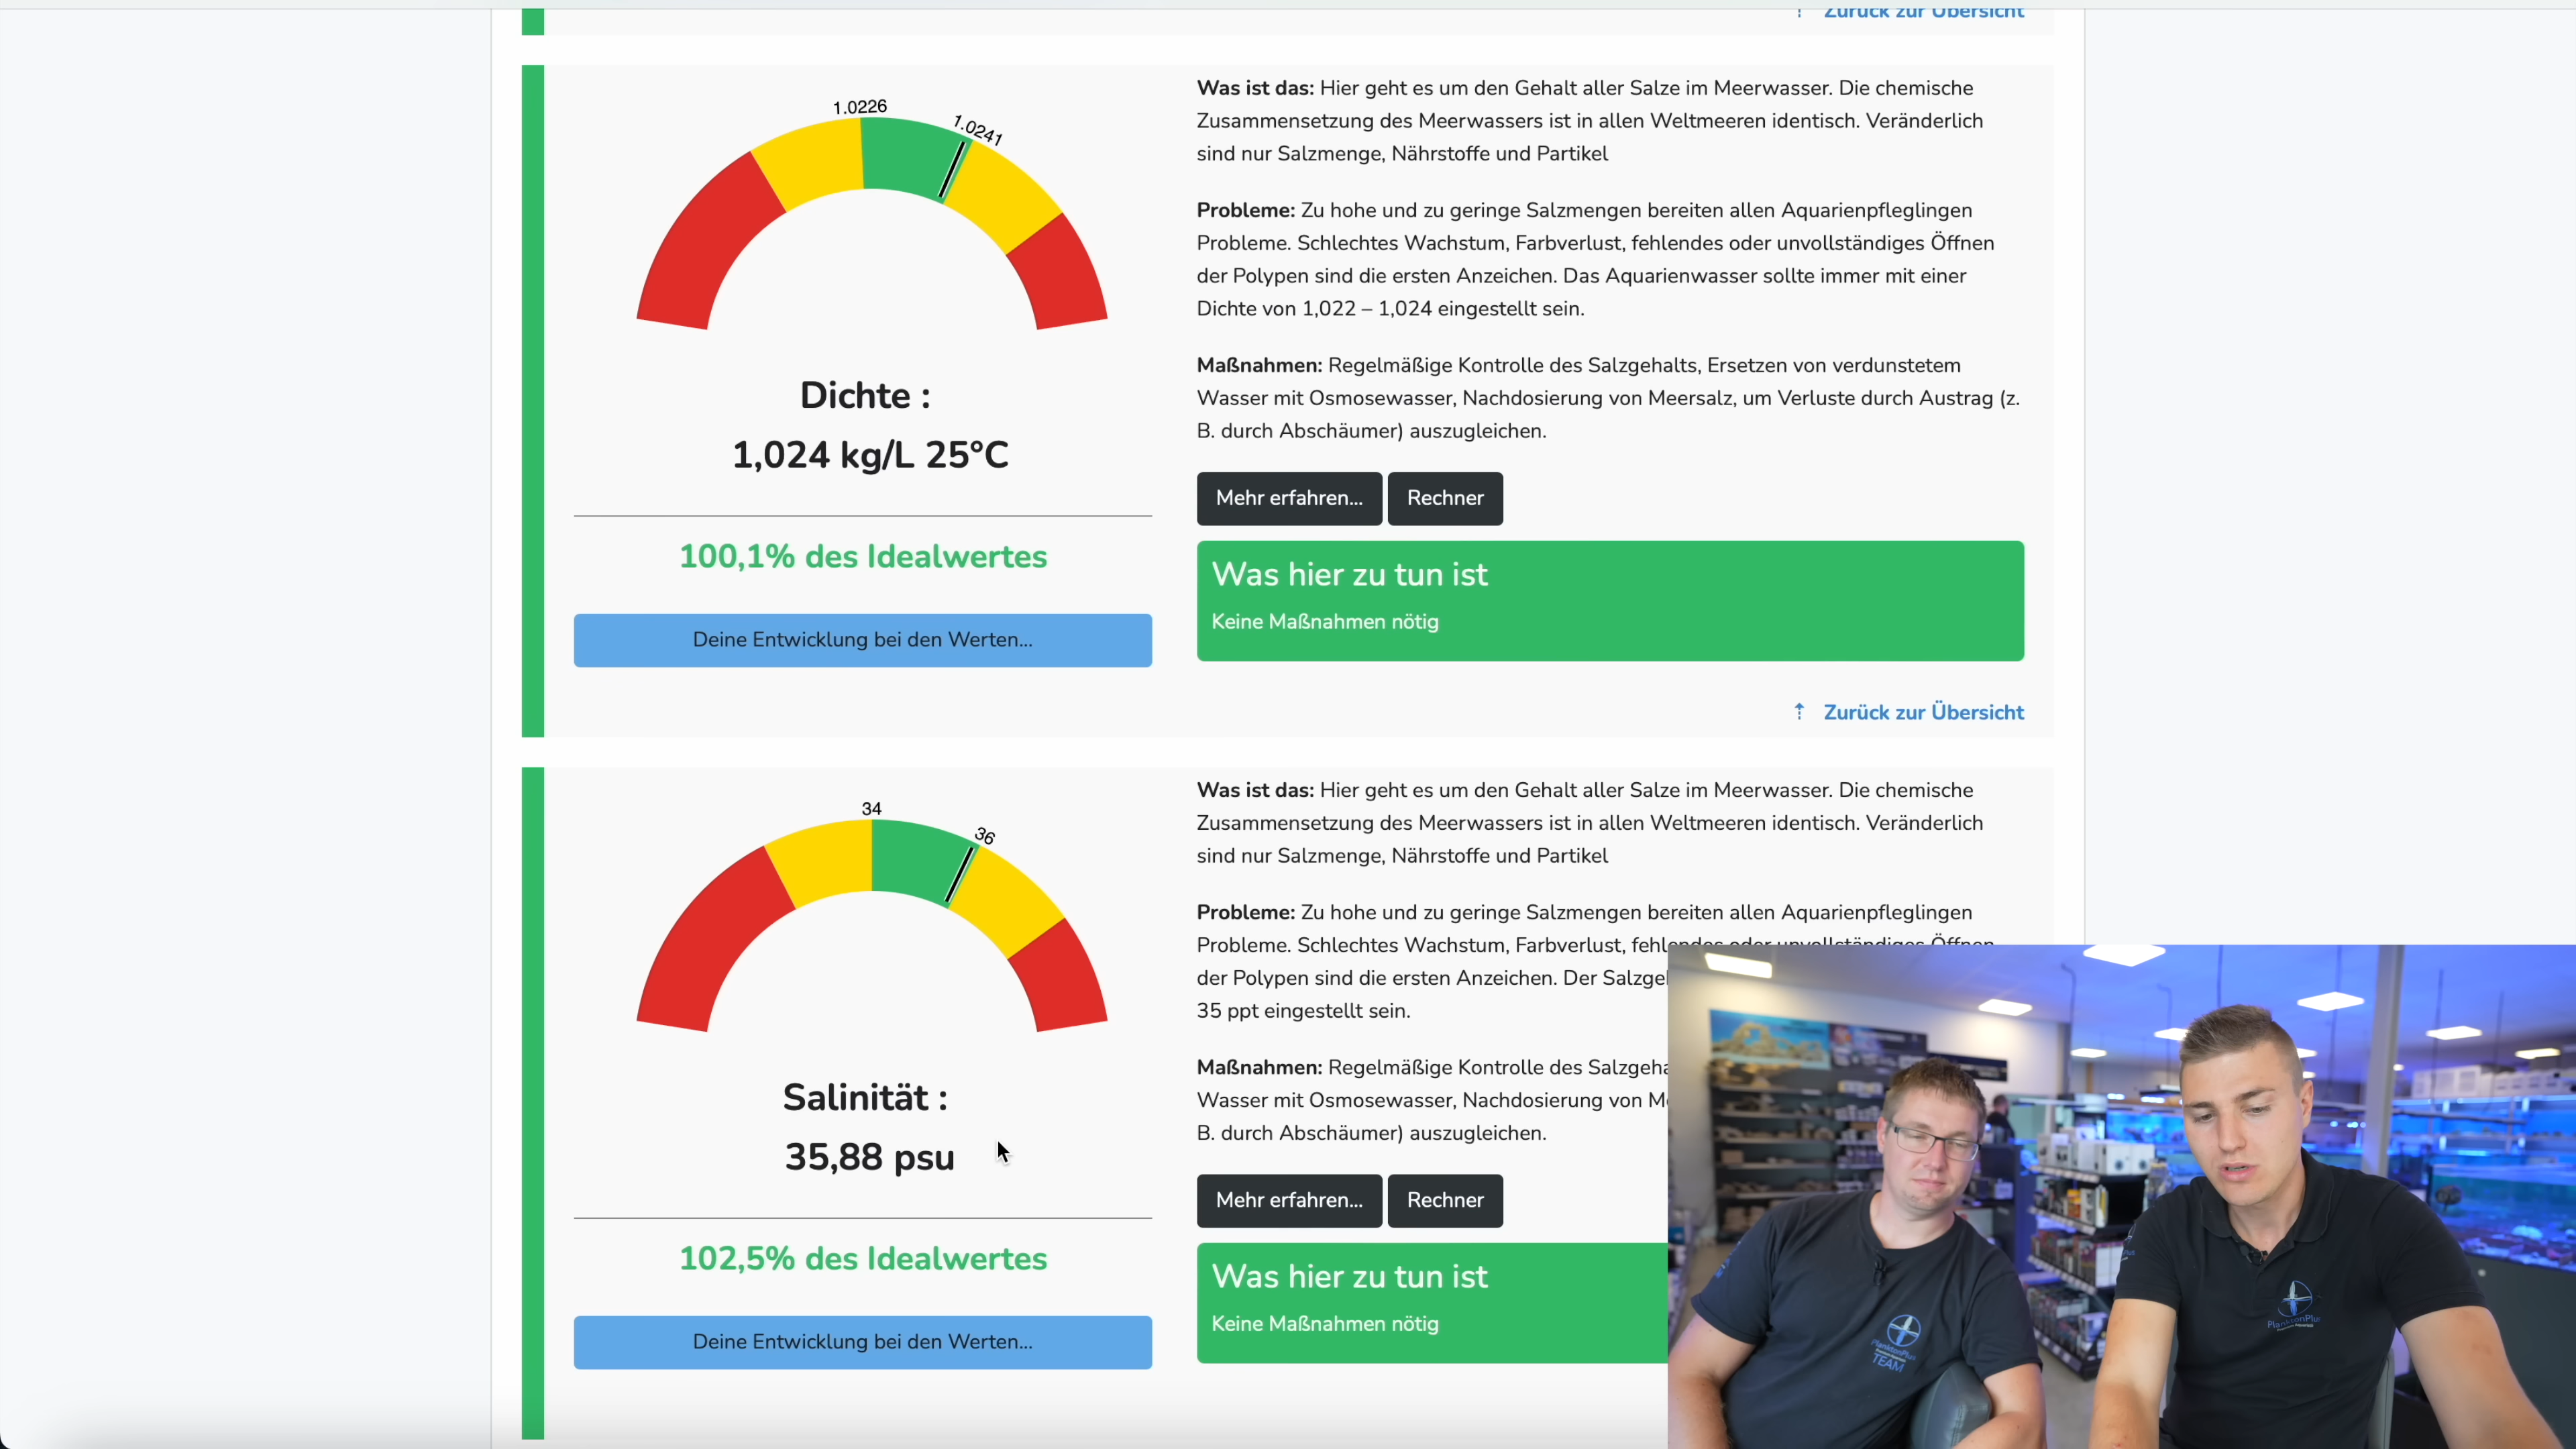 Zurück zur Übersicht
1.0226
1.0241
Dichte :
1,024 kg/L 25°C
100,1% des Idealwertes
Deine Entwicklung bei den Werten...
Was ist das: Hier geht es um den Gehalt aller Salze im Meerwasser. Die chemische
Zusammensetzung des Meerwassers ist in allen Weltmeeren identisch. Veränderlich
sind nur Salzmenge, Nährstoffe und Partikel
Probleme: Zu hohe und zu geringe Salzmengen bereiten allen Aquarienpfleglingen
Probleme. Schlechtes Wachstum, Farbverlust, fehlendes oder unvollständiges Öffnen
der Polypen sind die ersten Anzeichen. Das Aquarienwasser sollte immer mit einer
Dichte von 1,022 – 1,024 eingestellt sein.
Maßnahmen: Regelmäßige Kontrolle des Salzgehalts, Ersetzen von verdunstetem
Wasser mit Osmosewasser, Nachdosierung von Meersalz, um Verluste durch Austrag (z.
B. durch Abschäumer) auszugleichen.
Mehr erfahren... Rechner
Was hier zu tun ist
Keine Maßnahmen nötig
⇡ Zurück zur Übersicht
34
36
Salinität :
35,88 psu
102,5% des Idealwertes
Deine Entwicklung bei den Werten...
Was ist das: Hier geht es um den Gehalt aller Salze im Meerwasser. Die chemische
Zusammensetzung des Meerwassers ist in allen Weltmeeren identisch. Veränderlich
sind nur Salzmenge, Nährstoffe und Partikel
Probleme: Zu hohe und zu geringe Salzmengen bereiten allen Aquarienpfleglingen
Probleme. Schlechtes Wachstum, Farbverlust, fehlendes oder unvollständiges Öffnen
der Polypen sind die ersten Anzeichen. Der Salzge
35 ppt eingestellt sein.
Maßnahmen: Regelmäßige Kontrolle des Salzgeha
Wasser mit Osmosewasser, Nachdosierung von M
B. durch Abschäumer) auszugleichen.
Mehr erfahren... Rechner
Was hier zu tun ist
Keine Maßnahmen nötig
PlanktonPlus
TEAM
PlanktonPlus